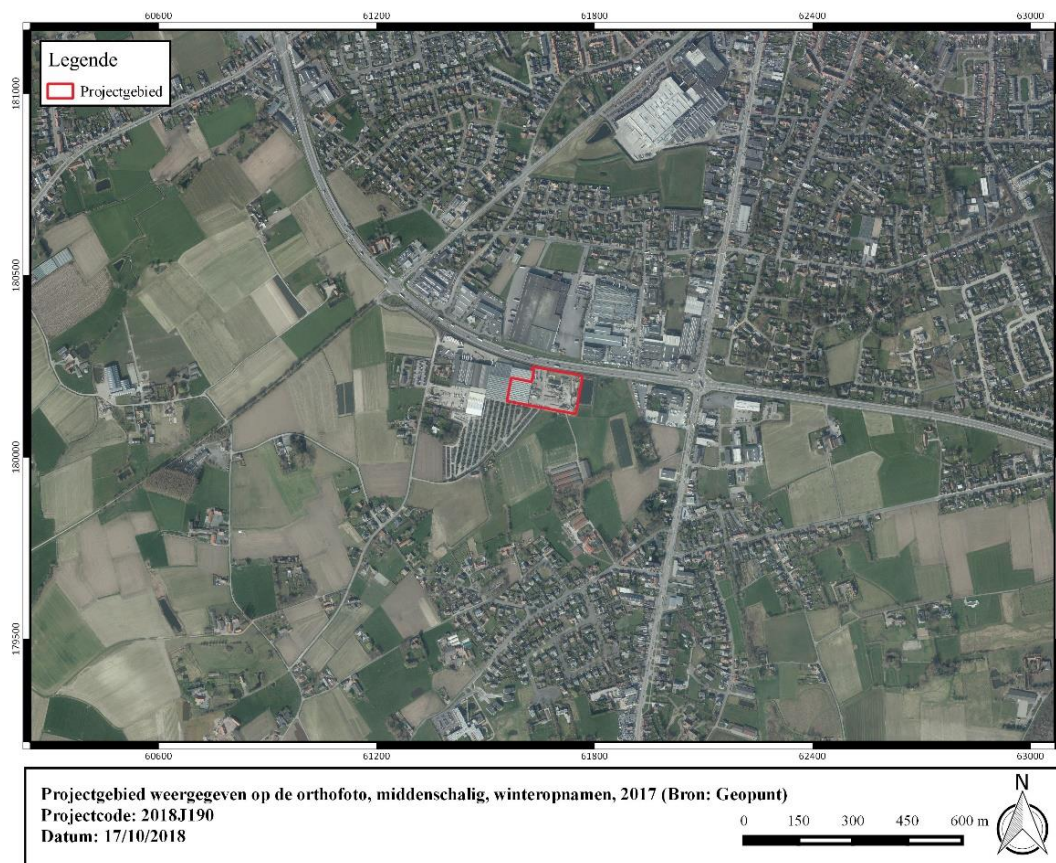 60600 61200 61800 62400 63000
Legende
Projectgebied
181000
180500
180000
179500
60600 61200 61800 62400 63000
Projectgebied weergegeven op de orthofoto, middenschalig, winteropnamen, 2017 (Bron: Geopunt)
Projectcode: 2018J190
Datum: 17/10/2018
0 150 300 450 600 m
N